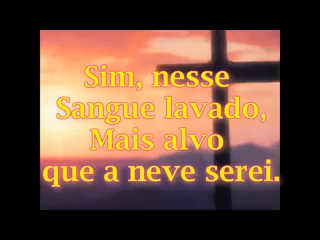 Sim, nesse
Sangue lavado,
Mais alvo
que a neve serei.